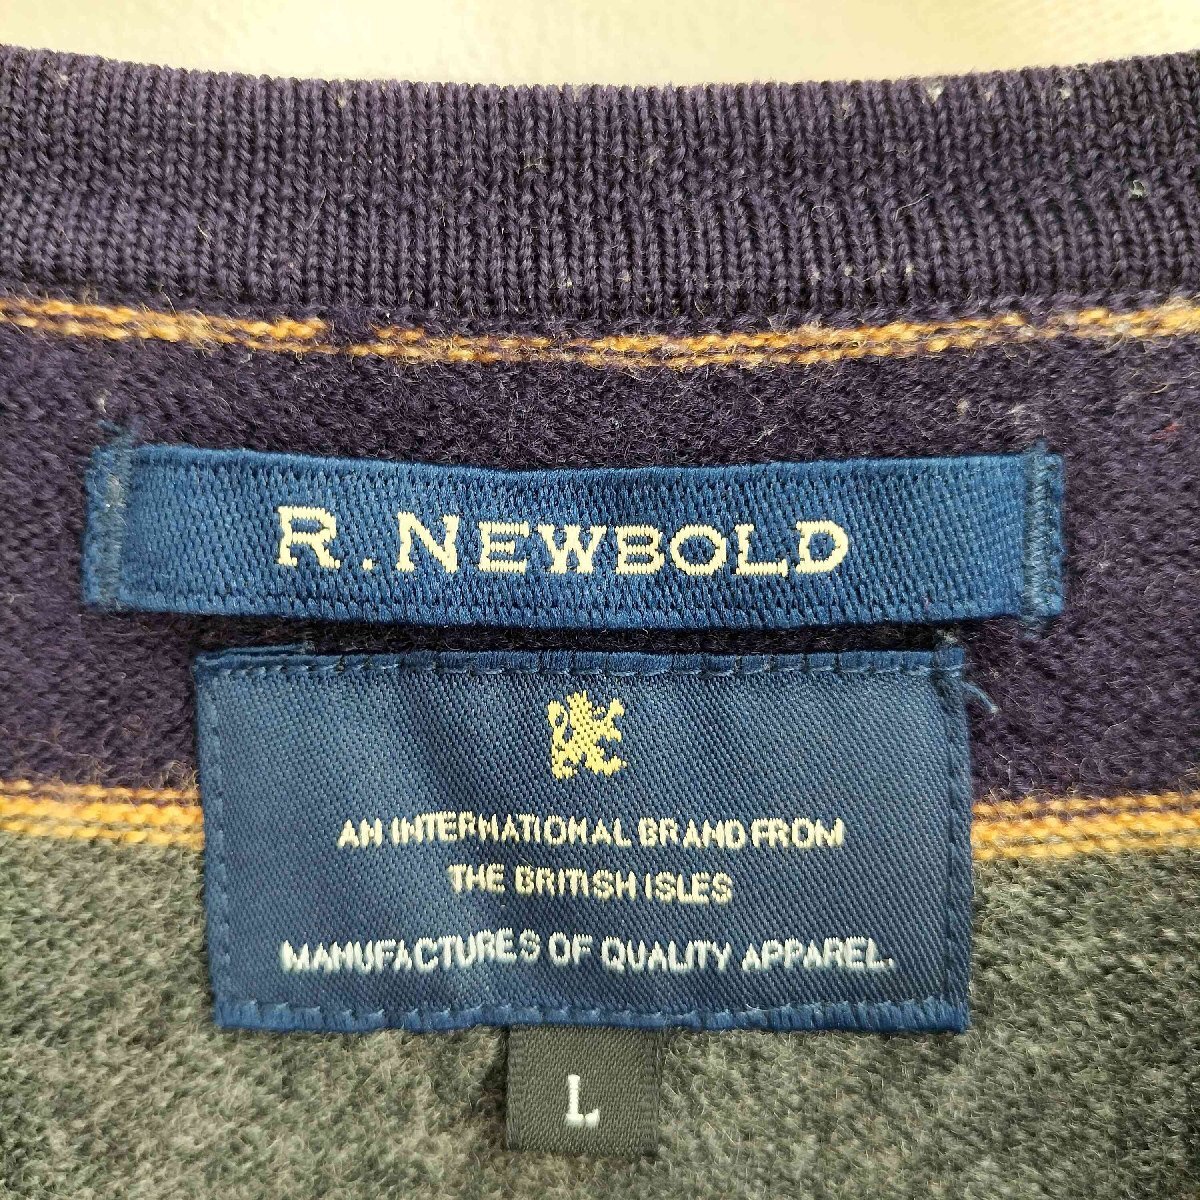 R. NEWBOLD
AN INTERNATIONAL BRAND FROM
THE BRITISH ISLES
MANUFACTURES OF QUALITY APPAREL.
L